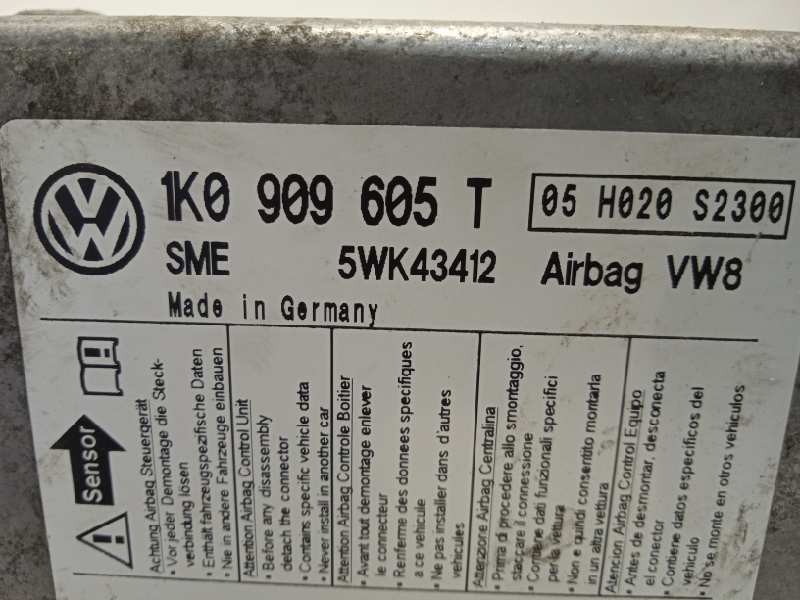 1K0 909 605 T 05 H020 S2300
SME 5WK43412 Airbag VW8
Made in Germany
Sensor
Achtung Airbag Steuergerät
• Vor jeder Demontage die Steck-
verbindung lösen
• Enthält fahrzeugspezifische Daten
• Nie in andere Fahrzeuge einbauen
Attention Airbag Control Unit
• Before any disassembly
detach the connector
• Contains specific vehicle data
• Never install in another car
Attention Airbag Controle Boitier
• Avant tout demontage enlever
le connecteur
• Renferme des donnees specifiques
a ce vehicule
• Ne pas installer dans d'autres
vehicules
Attenzione Airbag Centralina
• Prima di procedere allo smontaggio,
staccare il connessione
• Contiene dati funzionali specifici
per la vettura
• Non e quindi consentito montarla
in un altra vettura
Atencion Airbag Control Equipo
• Antes de desmontar, desconecta
el conector
• Contiene datos especificos del
vehiculo
• No se monte en otros vehiculos